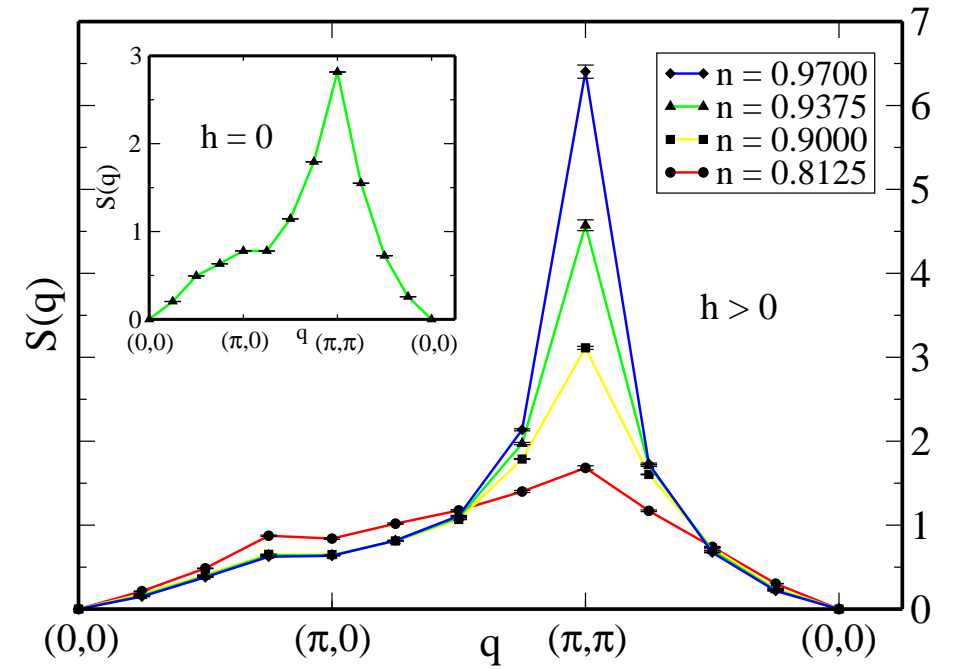 7
6
5
4
3
2
1
0
S(q)
(0,0)
(π,0)
q
(π,π)
(0,0)
h > 0
n = 0.9700
n = 0.9375
n = 0.9000
n = 0.8125
3
2
1
0
S(q)
h = 0
(0,0)
(π,0)
q
(π,π)
(0,0)